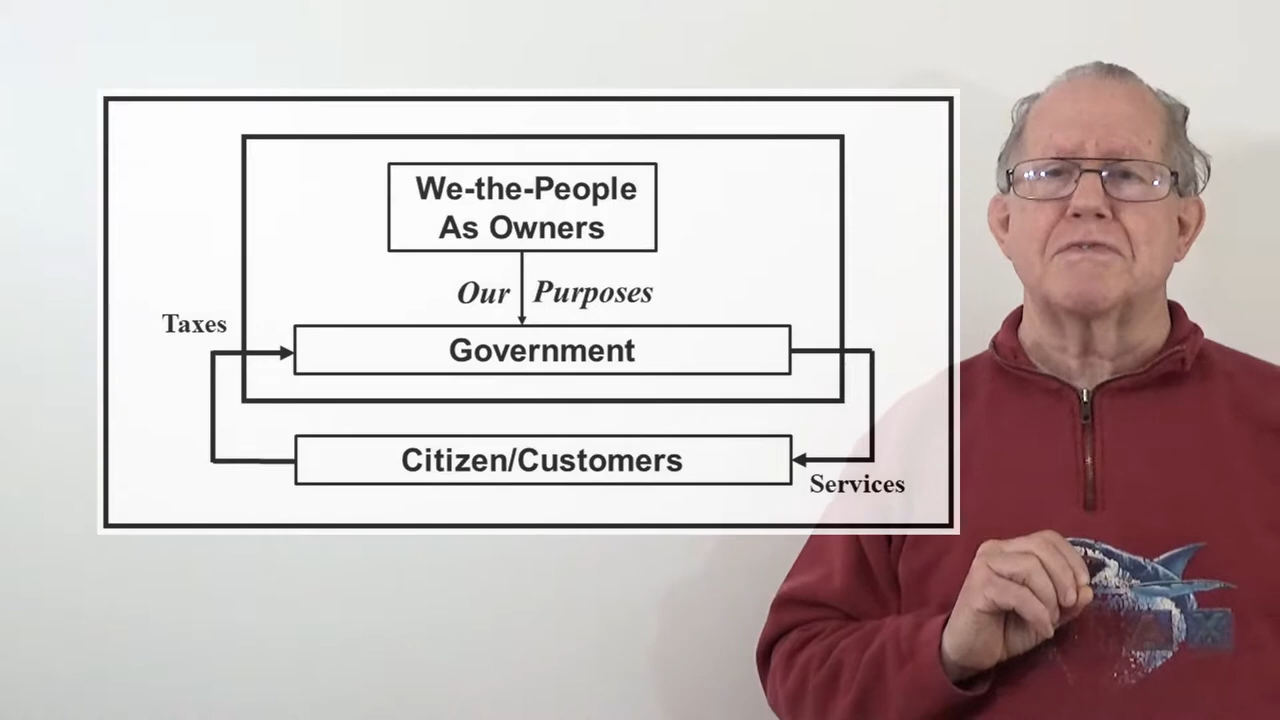 We-the-People
As Owners
Our Purposes
Taxes
Government
Citizen/Customers
Services